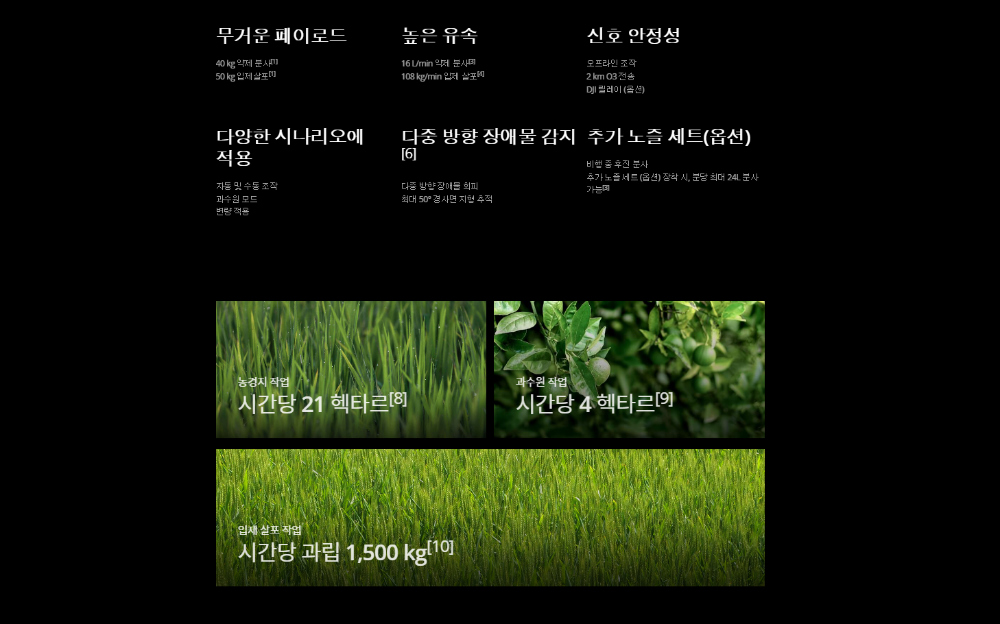 무거운 페이로드
40 kg 약제 분사[1]
50 kg 입제살포[1]
높은 유속
16 L/min 약제 분사[3]
108 kg/min 입제 살포[4]
신호 안정성
오프라인 조작
2 km O3 전송
DJI 릴레이 (옵션)
다양한 시나리오에
적용
자동 및 수동 조작
과수원 모드
변량 적용
다중 방향 장애물 감지
[6]
다중 방향 장애물 회피
최대 50° 경사면 지형 추적
추가 노즐 세트(옵션)
비행 중 후진 분사
추가 노즐 세트 (옵션) 장착 시, 분당 최대 24L 분사
가능
농경지 작업
시간당 21 헥타르[8]
과수원 작업
시간당 4 헥타르[9]
입제 살포 작업
시간당 과립 1,500 kg[10]